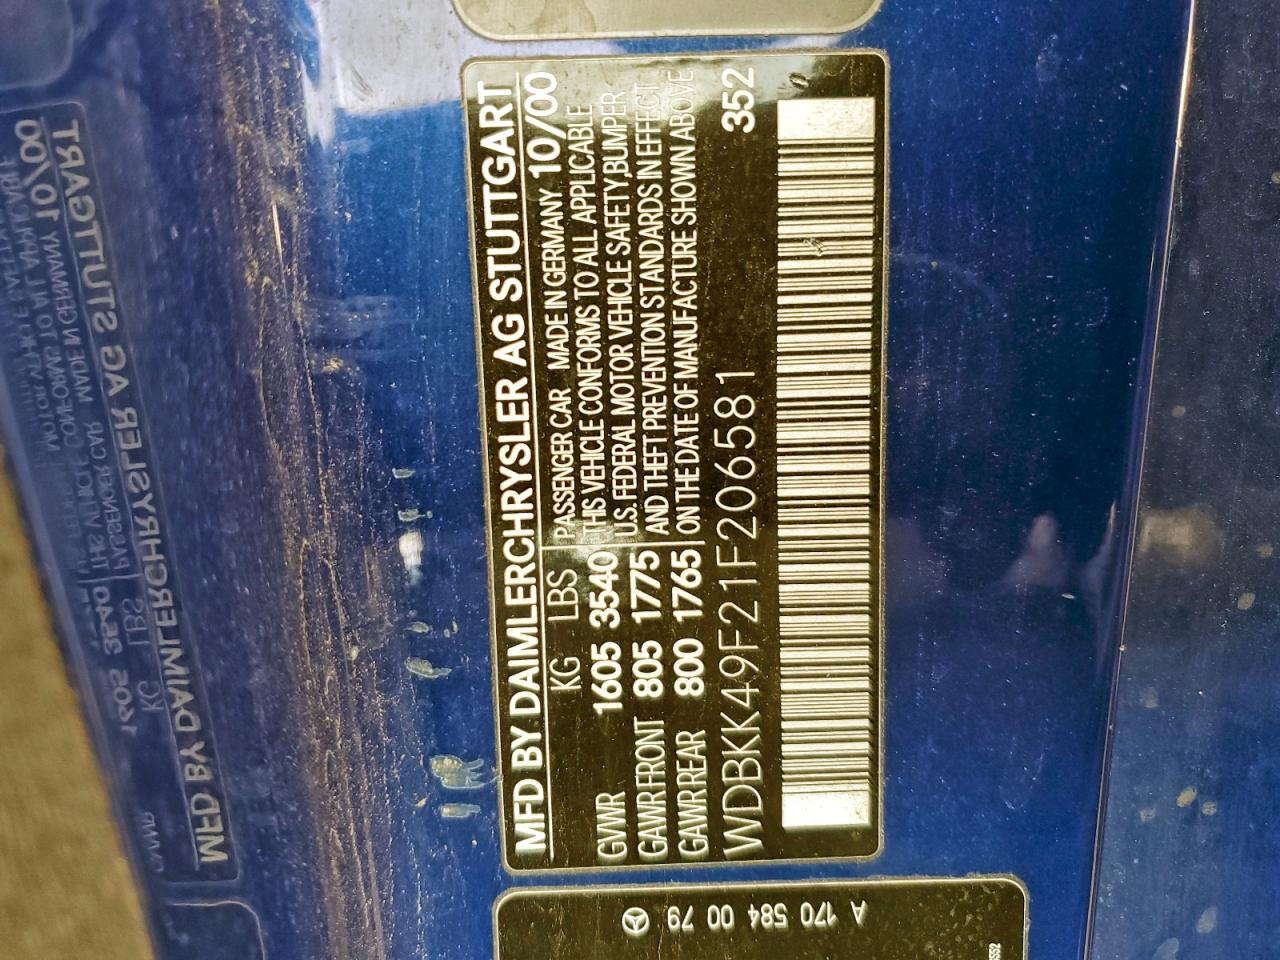 MFD BY DAIMLERCHRYSLER AG STUTTGART
KG LBS PASSENGER CAR MADE IN GERMANY 10/00
GVWR 1605 3540 THIS VEHICLE CONFORMS TO ALL APPLICABLE
U.S. FEDERAL MOTOR VEHICLE SAFETY,BUMPER
GAWR FRONT 805 1775 AND THEFT PREVENTION STANDARDS IN EFFECT
GAWR REAR 800 1765 ON THE DATE OF MANUFACTURE SHOWN ABOVE
WDBKK49F21F206581 352
A 170 584 00 79